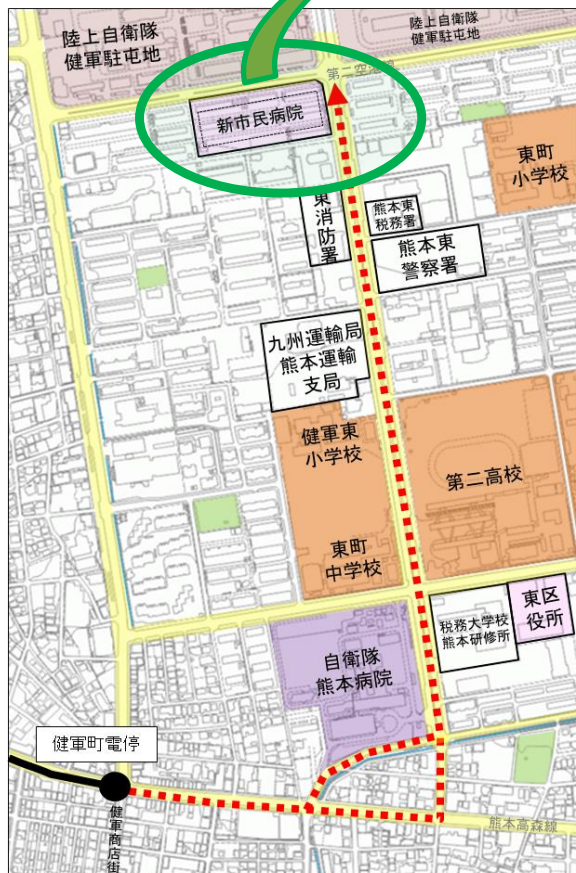 陸上自衛隊
健軍駐屯地
陸上自衛隊
健軍駐屯地
第二空港線
新市民病院
東町
小学校
東消防署
熊本東
税務署
熊本東
警察署
九州運輸局
熊本運輸
支局
健軍東
小学校
第二高校
東町
中学校
税務大学校
熊本研修所
東区
役所
自衛隊
熊本病院
健軍町電停
健軍商店街
熊本高森線